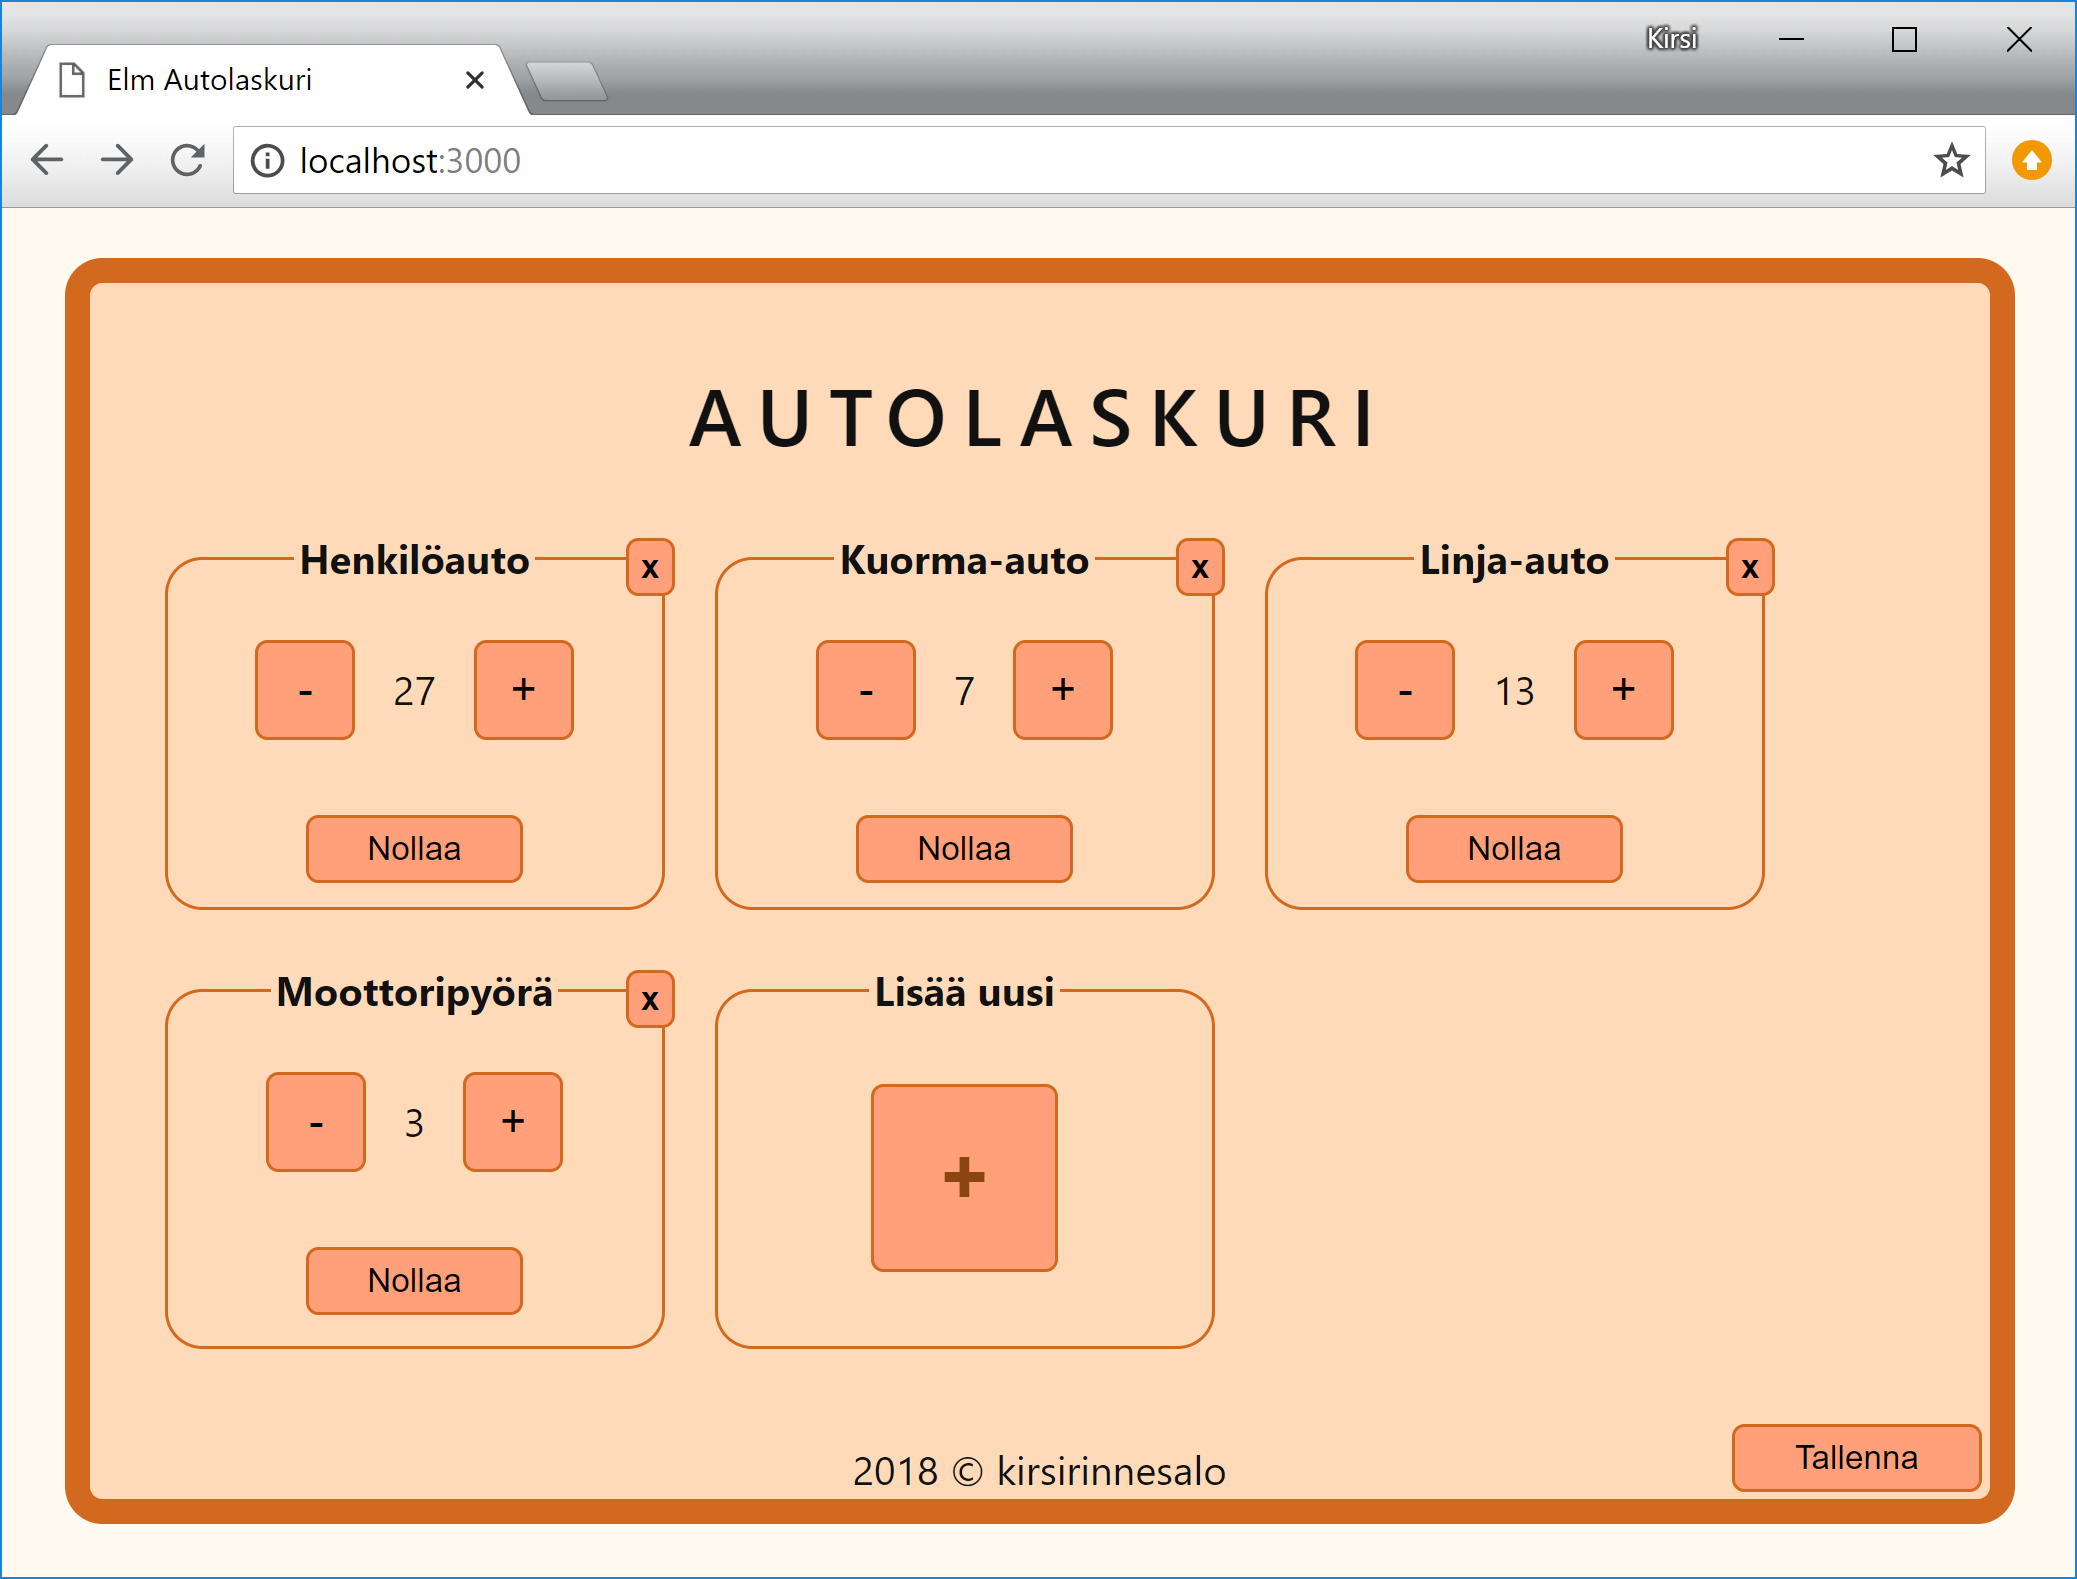 Kirsi
Elm Autolaskuri
localhost:3000
AUTOLASKURI
Henkilöauto x
Kuorma-auto x
Linja-auto x
- 27 +
- 7 +
- 13 +
Nollaa
Nollaa
Nollaa
Moottoripyörä x
Lisää uusi
- 3 +
+
Nollaa
Tallenna
2018 © kirsirinnesalo